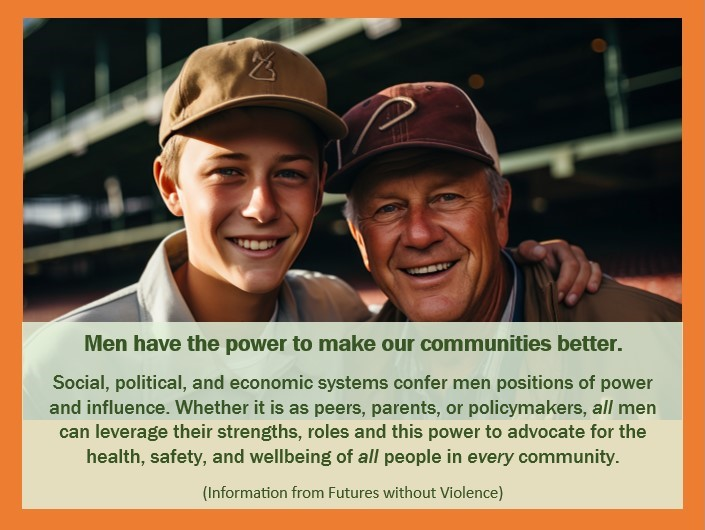 Men have the power to make our communities better.
Social, political, and economic systems confer men positions of power
and influence. Whether it is as peers, parents, or policymakers, all men
can leverage their strengths, roles and this power to advocate for the
health, safety, and wellbeing of all people in every community.
(Information from Futures without Violence)